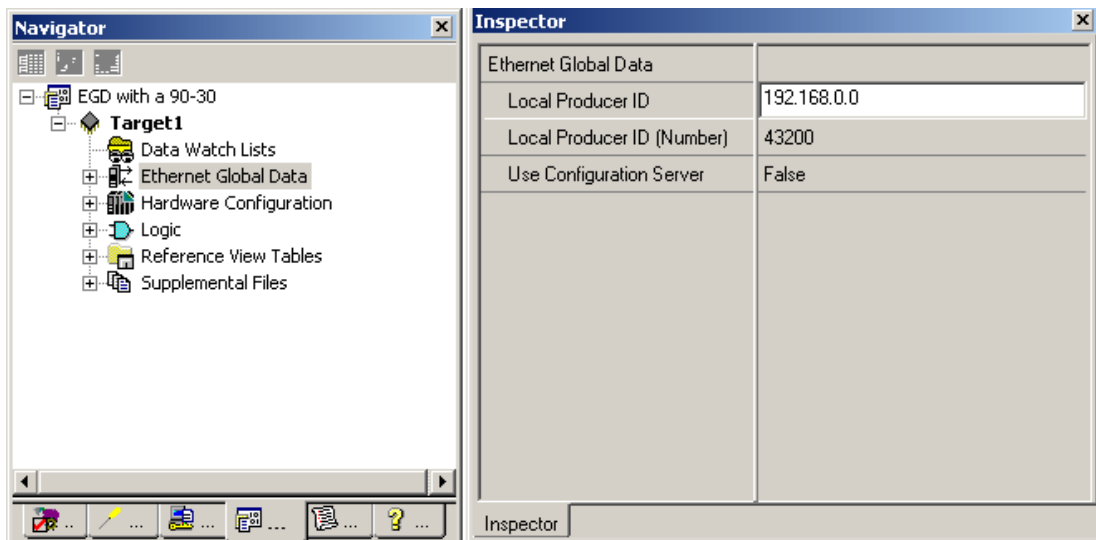 Navigator
EGD with a 90-30
Target1
Data Watch Lists
Ethernet Global Data
Hardware Configuration
Logic
Reference View Tables
Supplemental Files
.. ... ... ... ... ...
Inspector
Ethernet Global Data
Local Producer ID 192.168.0.0
Local Producer ID (Number) 43200
Use Configuration Server False
Inspector